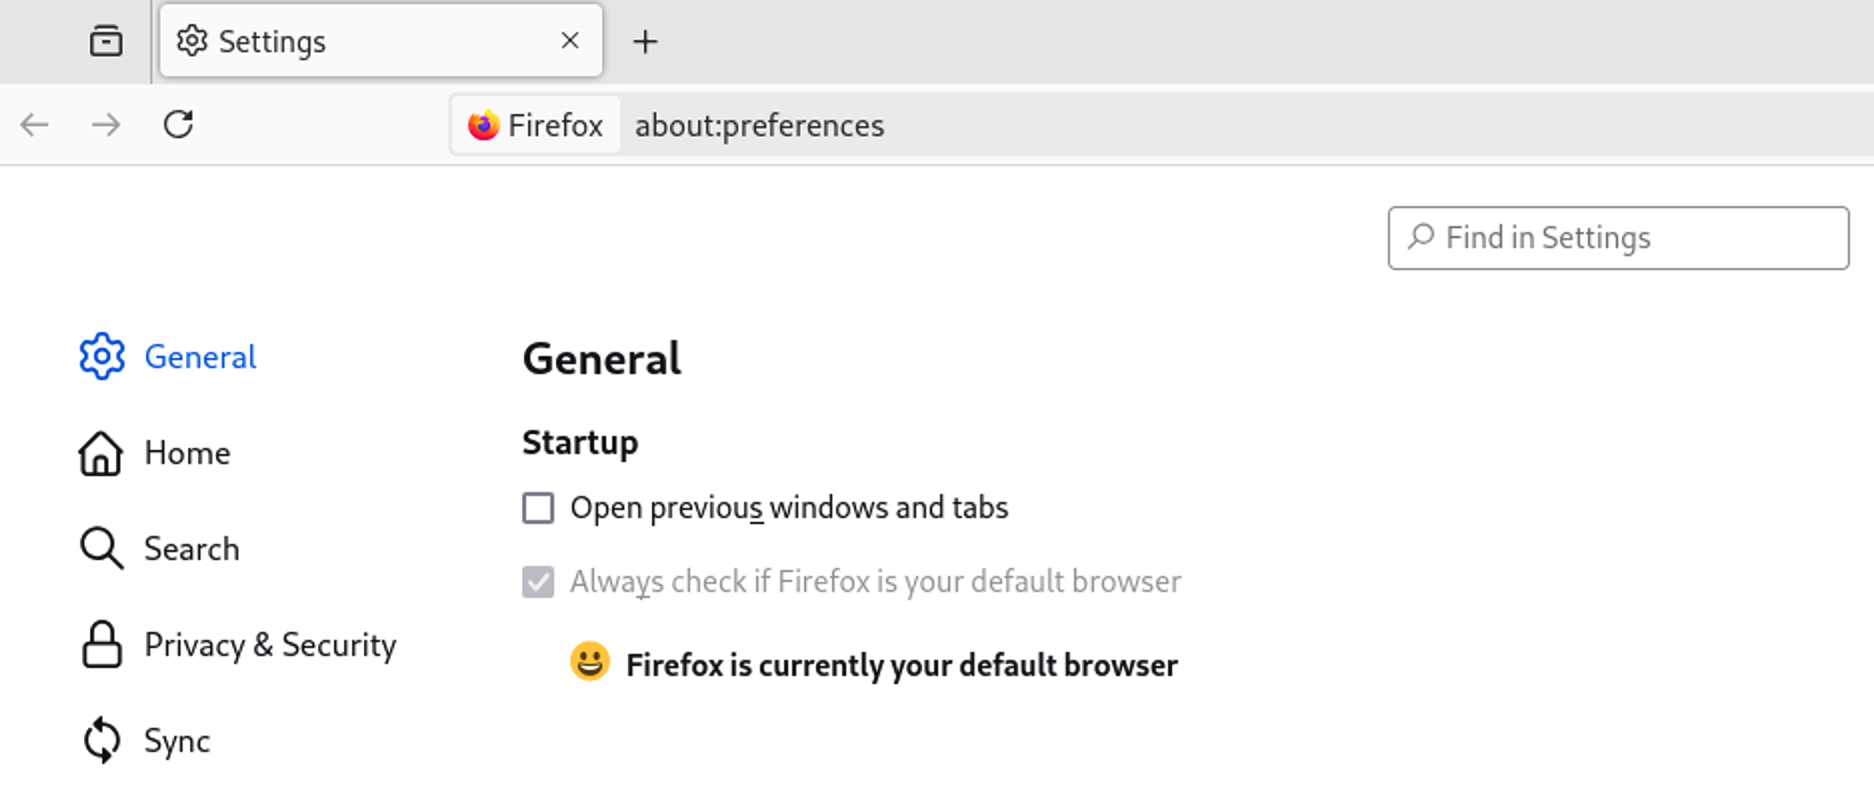 Settings
Firefox about:preferences
Find in Settings
General
Home
Search
Privacy & Security
Sync
General
Startup
Open previous windows and tabs
Always check if Firefox is your default browser
Firefox is currently your default browser